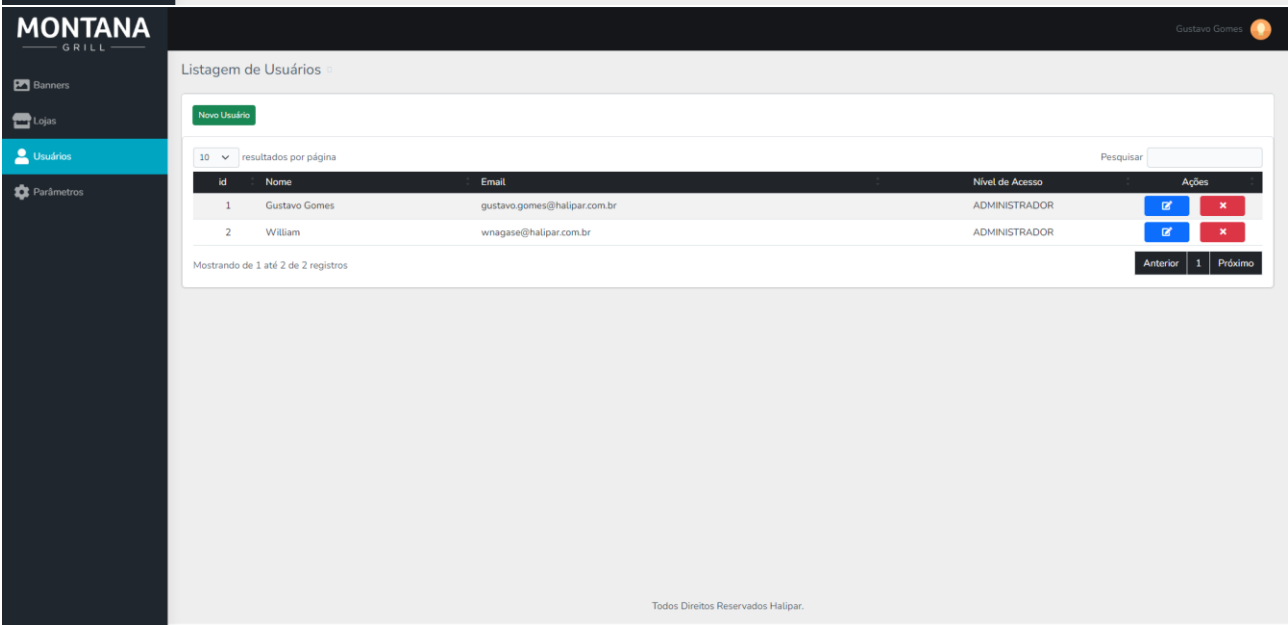 MONTANA
GRILL
Gustavo Gomes
Banners
Lojas
Usuários
Parâmetros
Listagem de Usuários
Novo Usuário
10 resultados por página
Pesquisar
id Nome Email Nível de Acesso Ações
1 Gustavo Gomes gustavo.gomes@halipar.com.br ADMINISTRADOR
2 William wnagase@halipar.com.br ADMINISTRADOR
Mostrando de 1 até 2 de 2 registros
Anterior 1 Próximo
Todos Direitos Reservados Halipar.